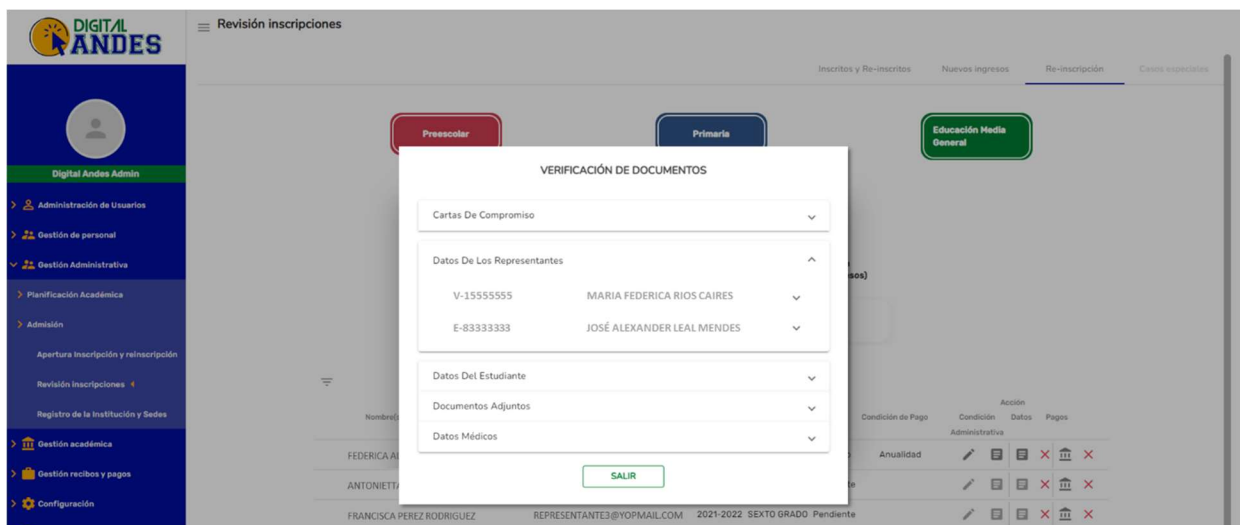 DIGITAL
ANDES
Revisión inscripciones
Inscritos y Re-inscritos Nuevos ingresos Re-inscripción Casos especiales
Preescolar
Primaria
Educación Media
General
Digital Andes Admin
Administración de Usuarios
Gestión de personal
Gestión Administrativa
Planificación Académica
Admisión
Apertura Inscripción y reinscripción
Revisión inscripciones
Registro de la Institución y Sedes
Gestión académica
Gestión recibos y pagos
Configuración
VERIFICACIÓN DE DOCUMENTOS
Cartas De Compromiso
Datos De Los Representantes
V-15555555 MARIA FEDERICA RIOS CAIRES
E-83333333 JOSÉ ALEXANDER LEAL MENDES
Datos Del Estudiante
Documentos Adjuntos
Datos Médicos
SALIR
Acción
Condición de Pago Condición Datos Pagos
Administrativa
FEDERICA Anualidad
FRANCISCA PEREZ RODRIGUEZ REPRESENTANTE3@YOPMAIL.COM 2021-2022 SEXTO GRADO Pendiente